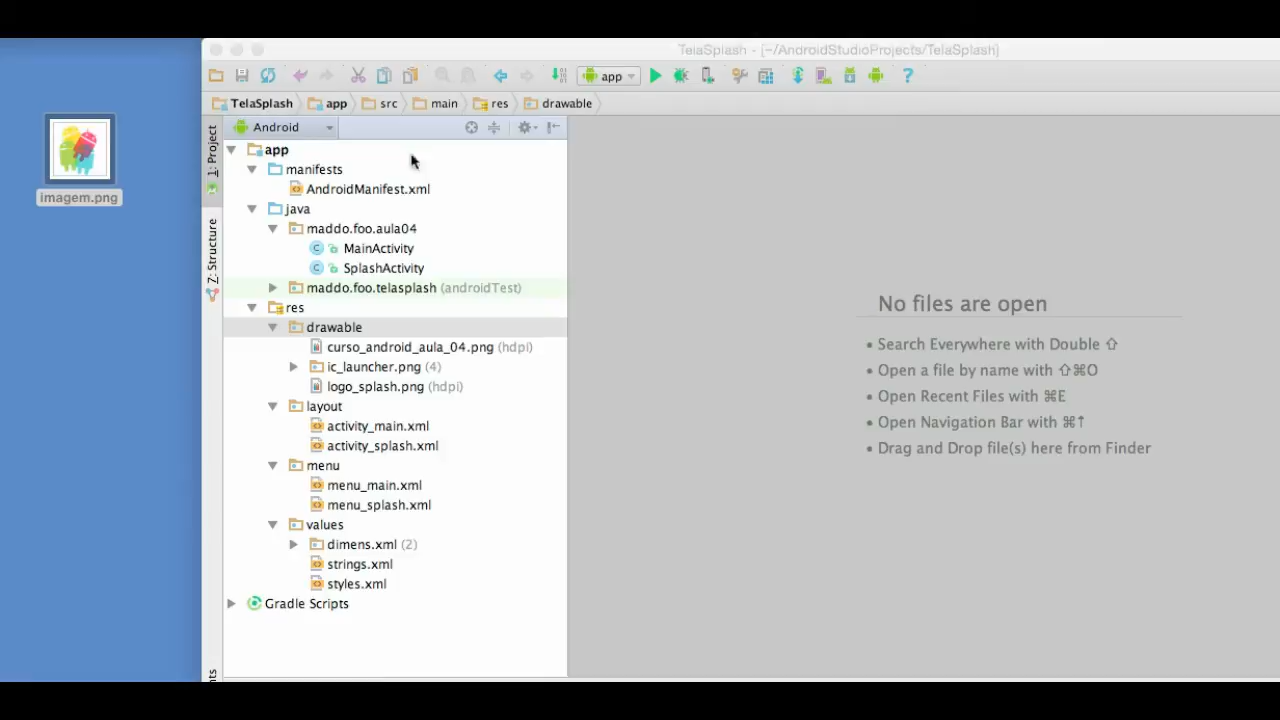 TelaSplash - [~/AndroidStudioProjects/TelaSplash]
app
TelaSplash app src main res drawable
Android
1: Project
7: Structure
imagem.png
app
manifests
AndroidManifest.xml
java
maddo.foo.aula04
MainActivity
SplashActivity
maddo.foo.telasplash (androidTest)
res
drawable
curso_android_aula_04.png (hdpi)
ic_launcher.png (4)
logo_splash.png (hdpi)
layout
activity_main.xml
activity_splash.xml
menu
menu_main.xml
menu_splash.xml
values
dimens.xml (2)
strings.xml
styles.xml
Gradle Scripts
No files are open
• Search Everywhere with Double ⇧
• Open a file by name with ⇧⌘O
• Open Recent Files with ⌘E
• Open Navigation Bar with ⌘↑
• Drag and Drop file(s) here from Finder